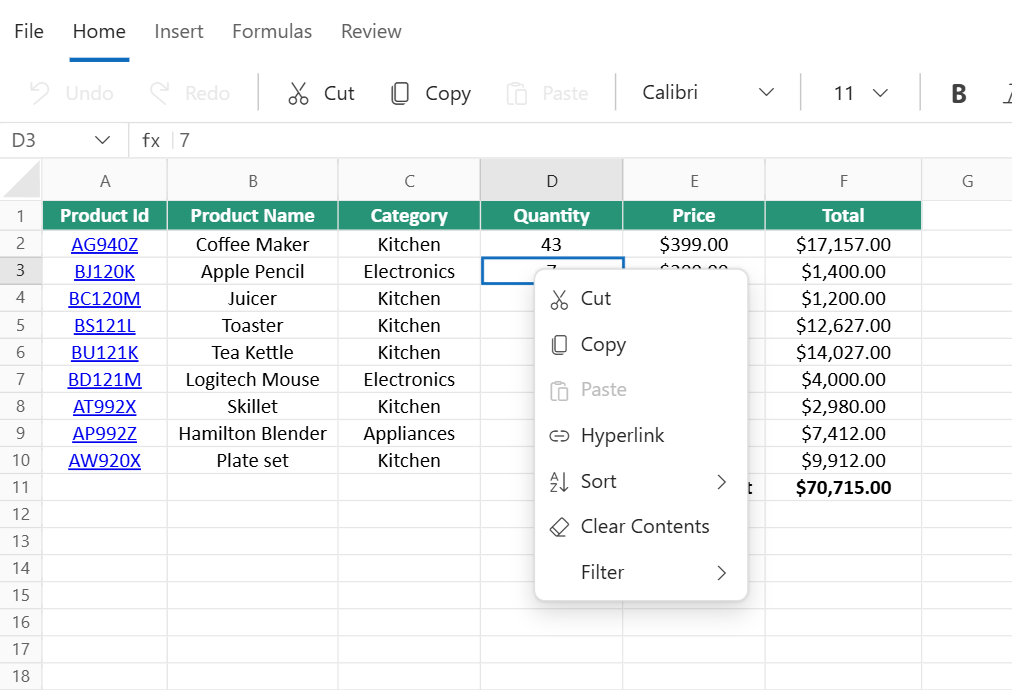 File Home Insert Formulas Review
Undo Redo Cut Copy Paste Calibri 11 B
D3 fx 7
A B C D E F G
1 Product Id Product Name Category Quantity Price Total
2 AG940Z Coffee Maker Kitchen 43 $399.00 $17,157.00
3 BJ120K Apple Pencil Electronics $1,400.00
4 BC120M Juicer Kitchen $1,200.00
Cut
5 BS121L Toaster Kitchen $12,627.00
6 BU121K Tea Kettle Kitchen $14,027.00
Copy
7 BD121M Logitech Mouse Electronics $4,000.00
Paste
8 AT992X Skillet Kitchen $2,980.00
9 AP992Z Hamilton Blender Appliances $7,412.00
Hyperlink
10 AW920X Plate set Kitchen $9,912.00
Sort
11 t $70,715.00
12
Clear Contents
13
14
Filter
15
16
17
18